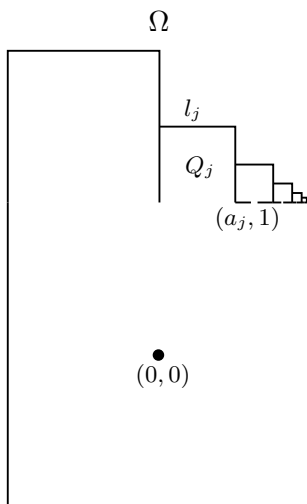 Ω
l_j
Q_j
(a_j, 1)
(0, 0)